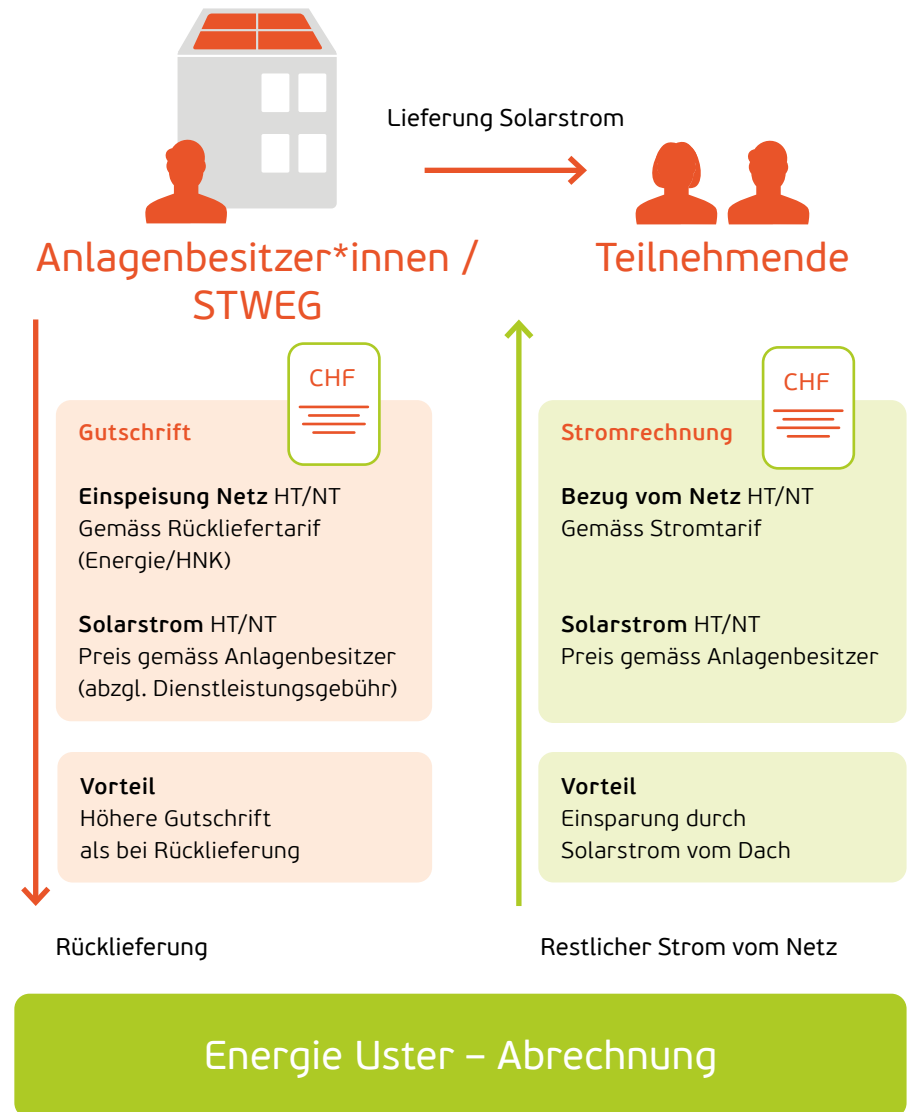 Lieferung Solarstrom
Anlagenbesitzer*innen /
STWEG
Teilnehmende
CHF
Gutschrift
Einspeisung Netz HT/NT
Gemäss Rückliefertarif
(Energie/HNK)
Solarstrom HT/NT
Preis gemäss Anlagenbesitzer
(abzgl. Dienstleistungsgebühr)
Vorteil
Höhere Gutschrift
als bei Rücklieferung
Rücklieferung
CHF
Stromrechnung
Bezug vom Netz HT/NT
Gemäss Stromtarif
Solarstrom HT/NT
Preis gemäss Anlagenbesitzer
Vorteil
Einsparung durch
Solarstrom vom Dach
Restlicher Strom vom Netz
Energie Uster – Abrechnung